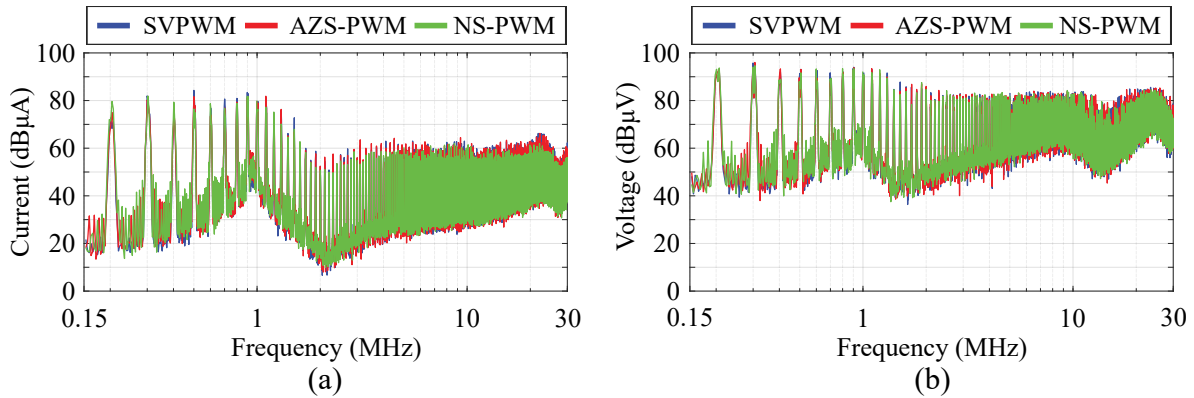 SVPWM AZS-PWM NS-PWM
100
80
60
40
20
0
Current (dBµA)
0.15 1 10 30
Frequency (MHz)
(a)
SVPWM AZS-PWM NS-PWM
100
80
60
40
20
0
Voltage (dBµV)
0.15 1 10 30
Frequency (MHz)
(b)